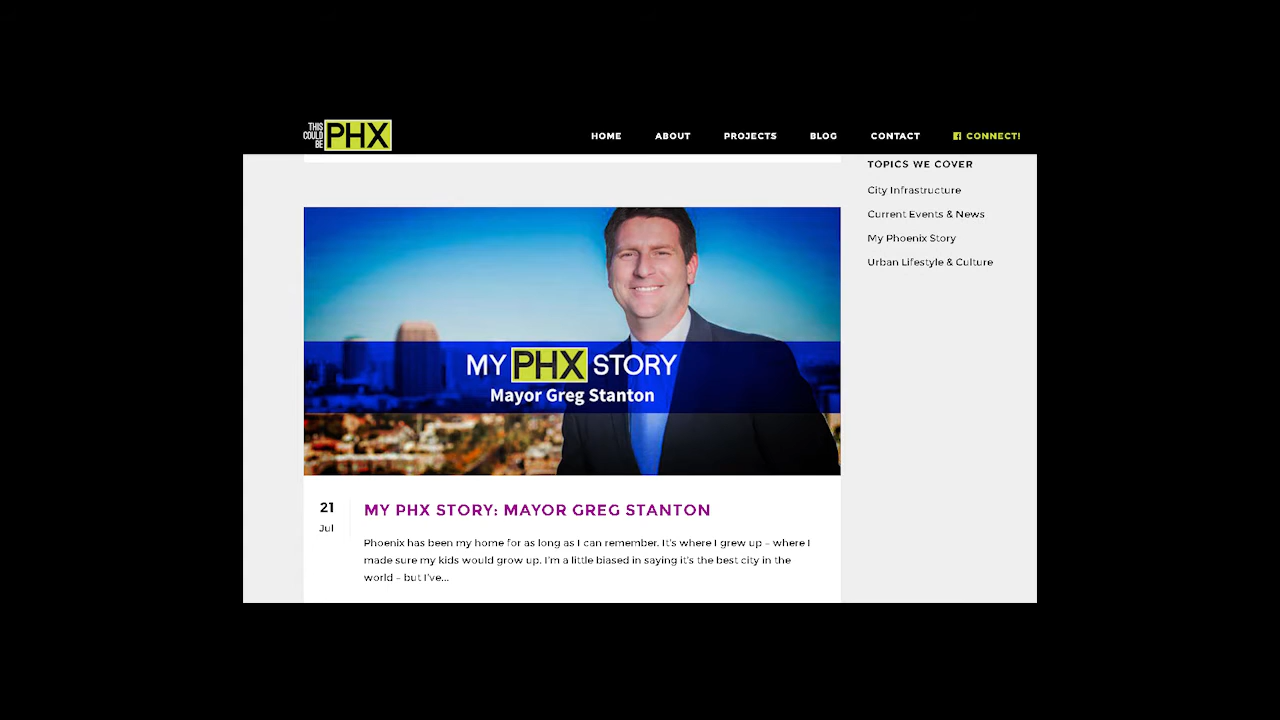 THIS
COULD
BE
PHX
HOME ABOUT PROJECTS BLOG CONTACT CONNECT!
TOPICS WE COVER
City Infrastructure
Current Events & News
My Phoenix Story
Urban Lifestyle & Culture
MY PHX STORY
Mayor Greg Stanton
21
Jul
MY PHX STORY: MAYOR GREG STANTON
Phoenix has been my home for as long as I can remember. It's where I grew up – where I
made sure my kids would grow up. I'm a little biased in saying it's the best city in the
world – but I've...